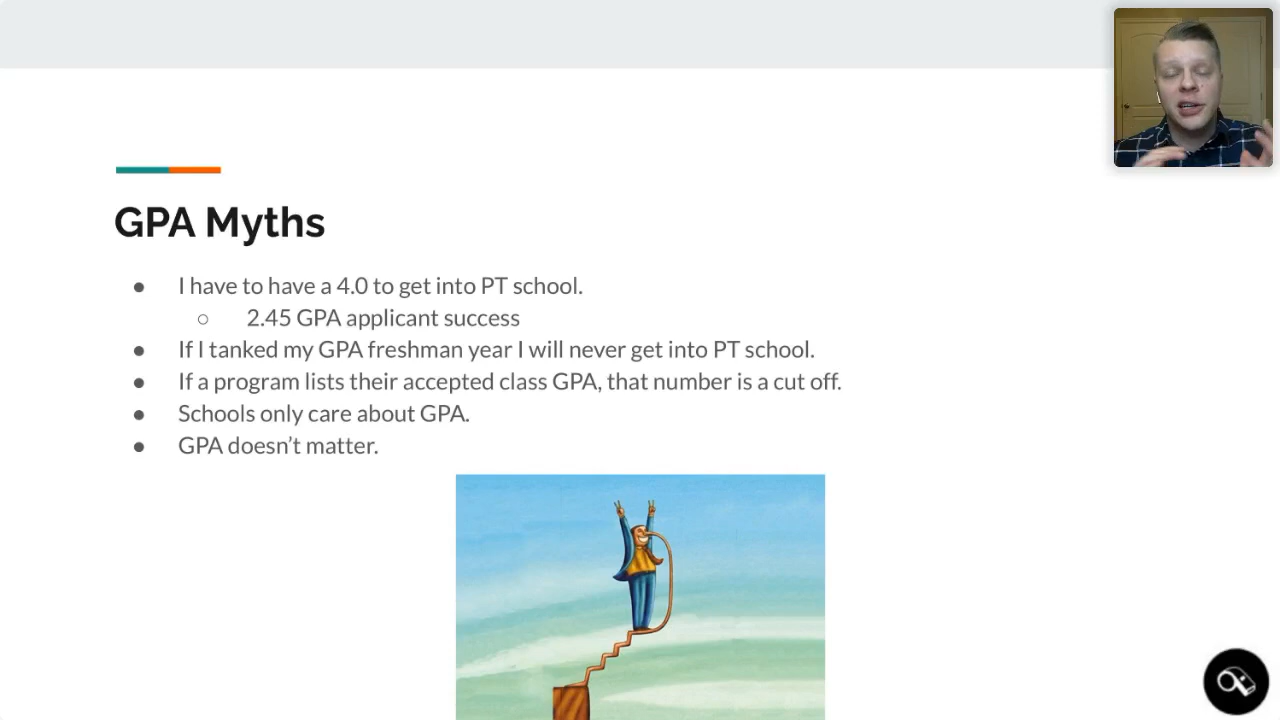 GPA Myths
I have to have a 4.0 to get into PT school.
2.45 GPA applicant success
If I tanked my GPA freshman year I will never get into PT school.
If a program lists their accepted class GPA, that number is a cut off.
Schools only care about GPA.
GPA doesn’t matter.